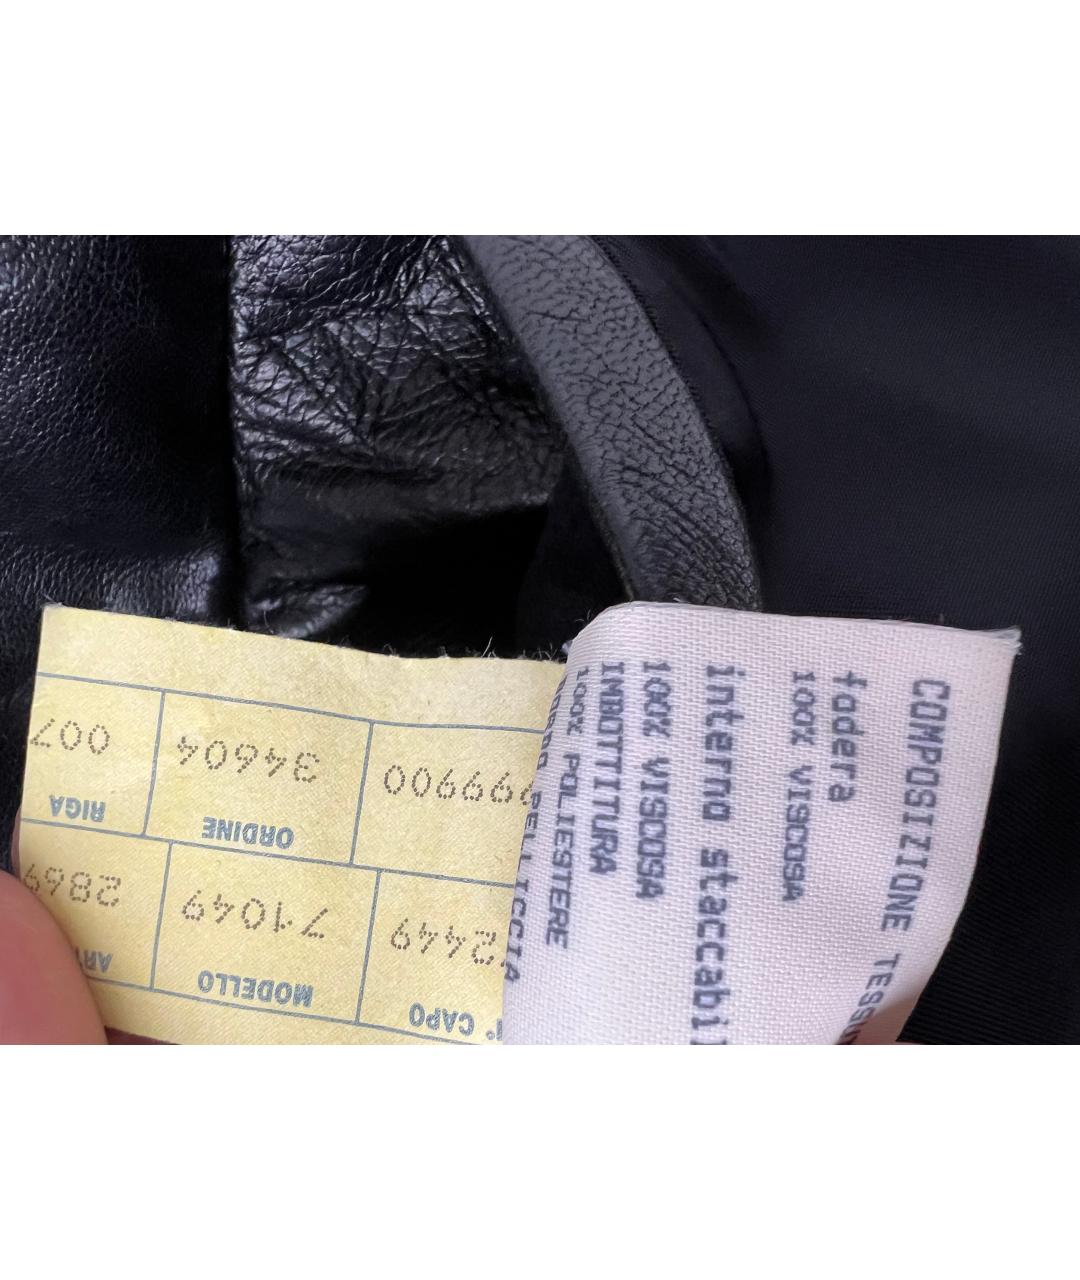 COMPOSIZIONE TESSU
fodera
100% VISCOSA
interno staccabil
100% VISCOSA
IMBOTTITURA
100% POLIESTERE
PELLICCIA
N° CAPO MODELLO ART
2449 71049 2869
ORDINE RIGA
99900 34604 007